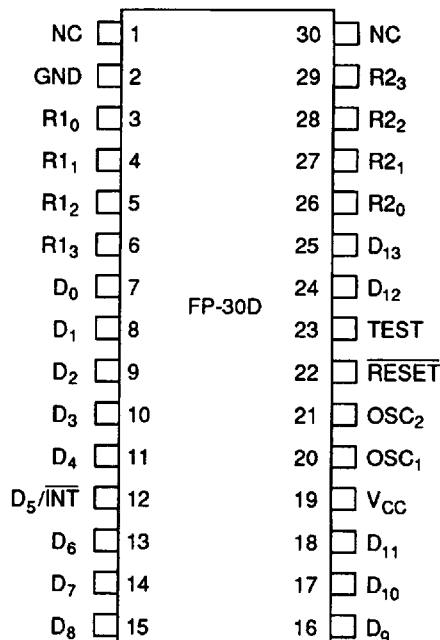 NC 1 30 NC
GND 2 29 R2₃
R1₀ 3 28 R2₂
R1₁ 4 27 R2₁
R1₂ 5 26 R2₀
R1₃ 6 25 D₁₃
D₀ 7 24 D₁₂
FP-30D
D₁ 8 23 TEST
D₂ 9 22 R̅E̅S̅E̅T̅
D₃ 10 21 OSC₂
D₄ 11 20 OSC₁
D₅/I̅N̅T̅ 12 19 V_CC
D₆ 13 18 D₁₁
D₇ 14 17 D₁₀
D₈ 15 16 D₉